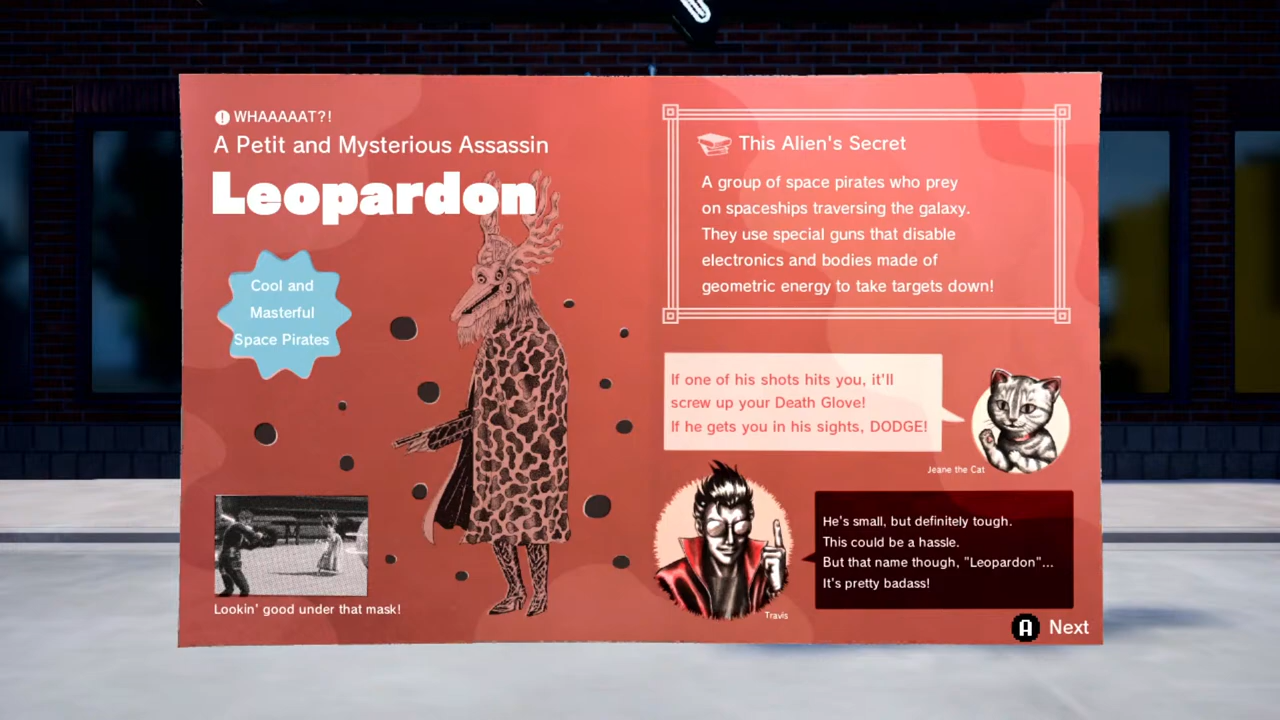 WHAAAAAT?!
A Petit and Mysterious Assassin
Leopardon
Cool and
Masterful
Space Pirates
Lookin' good under that mask!
This Alien's Secret
A group of space pirates who prey
on spaceships traversing the galaxy.
They use special guns that disable
electronics and bodies made of
geometric energy to take targets down!
If one of his shots hits you, it'll
screw up your Death Glove!
If he gets you in his sights, DODGE!
Jeane the Cat
He's small, but definitely tough.
This could be a hassle.
But that name though, "Leopardon"...
It's pretty badass!
Travis
A Next